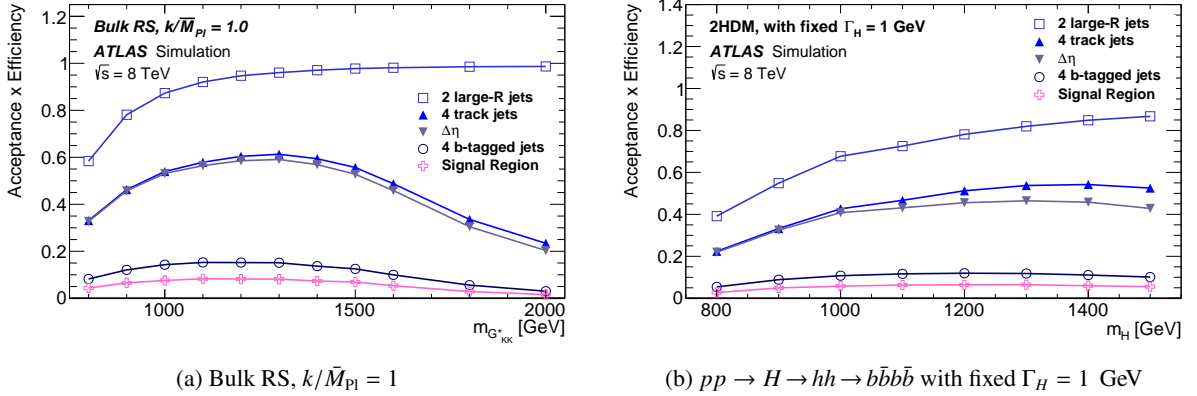 Acceptance x Efficiency
Bulk RS, k/M̄Pl = 1.0
ATLAS Simulation
√s = 8 TeV
2 large-R jets
4 track jets
Δη
4 b-tagged jets
Signal Region
1.2
1
0.8
0.6
0.4
0.2
0
1000 1500 2000
mG*KK [GeV]
(a) Bulk RS, k/M̄Pl = 1
Acceptance x Efficiency
2HDM, with fixed ΓH = 1 GeV
ATLAS Simulation
√s = 8 TeV
2 large-R jets
4 track jets
Δη
4 b-tagged jets
Signal Region
1.4
1.2
1
0.8
0.6
0.4
0.2
0
800 1000 1200 1400
mH [GeV]
(b) pp → H → hh → bb̄bb̄ with fixed ΓH = 1 GeV